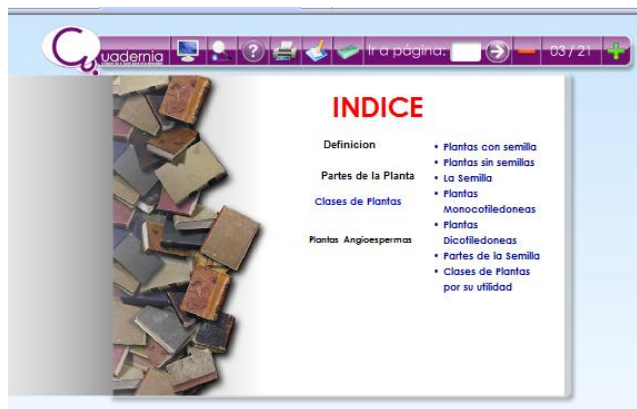 Cuadernia
Ir a página:
03 / 21
INDICE
Definicion
Partes de la Planta
Clases de Plantas
Plantas Angioespermas
• Plantas con semilla
• Plantas sin semillas
• La Semilla
• Plantas
Monocotiledoneas
• Plantas
Dicotiledoneas
• Partes de la Semilla
• Clases de Plantas
por su utilidad